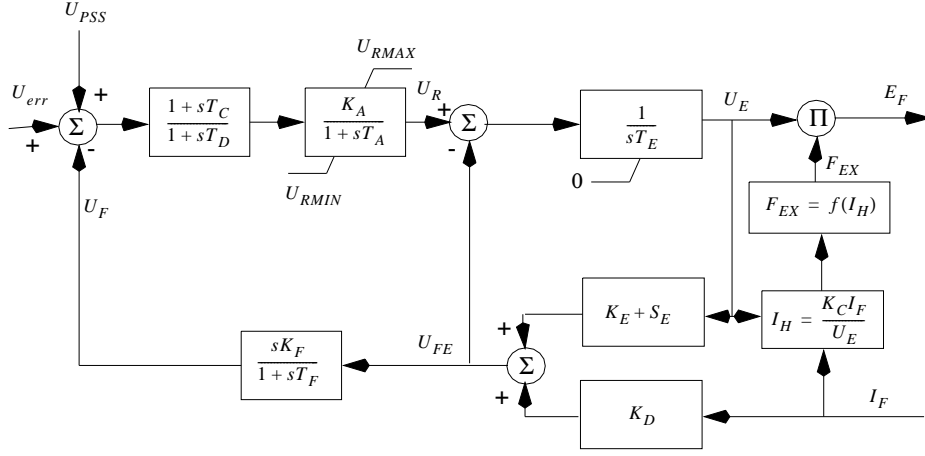 U_PSS
U_RMAX
U_err
+
+
Σ
-
1 + sT_C
1 + sT_D
K_A
1 + sT_A
U_R
+
Σ
-
1
sT_E
U_E
Π
E_F
U_RMIN
0
F_EX
U_F
F_EX = f(I_H)
K_E + S_E
I_H = K_C I_F
U_E
+
sK_F
1 + sT_F
U_FE
Σ
+
K_D
I_F